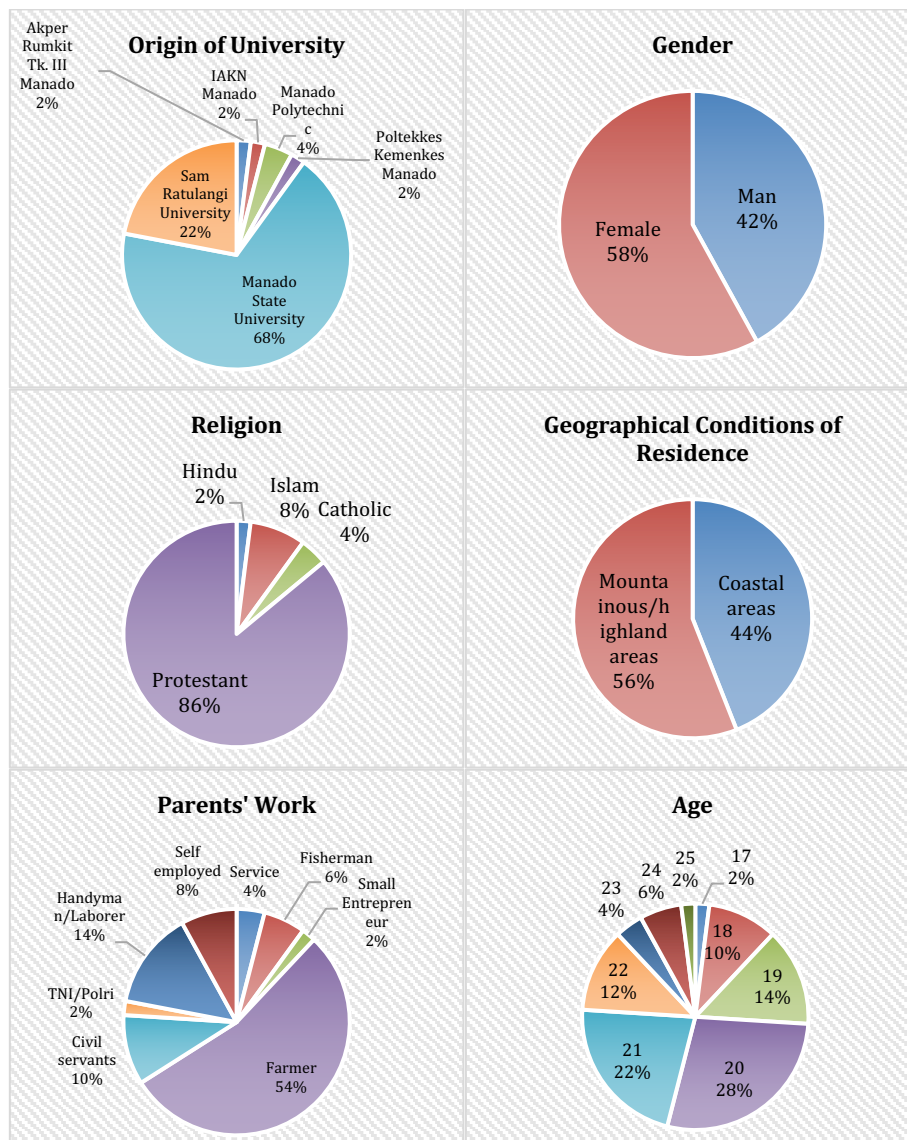 Origin of University
Akper
Rumkit
Tk. III
Manado
2%
IAKN
Manado
2%
Manado
Polytechni
c
4%
Poltekkes
Kemenkes
Manado
2%
Sam
Ratulangi
University
22%
Manado
State
University
68%
Gender
Female
58%
Man
42%
Religion
Hindu
2%
Islam
8%
Catholic
4%
Protestant
86%
Geographical Conditions of
Residence
Mounta
inous/h
ighland
areas
56%
Coastal
areas
44%
Parents' Work
Self
employed
8%
Service
4%
Fisherman
6%
Small
Entrepren
eur
2%
Handyma
n/Laborer
14%
TNI/Polri
2%
Civil
servants
10%
Farmer
54%
Age
23
4%
24
6%
25
2%
17
2%
18
10%
19
14%
22
12%
21
22%
20
28%